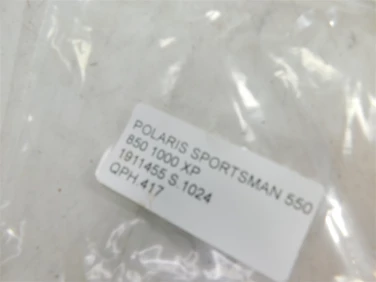 POLARIS SPORTSMAN 550
850 1000 XP
1911455 S.1024
QPH.417